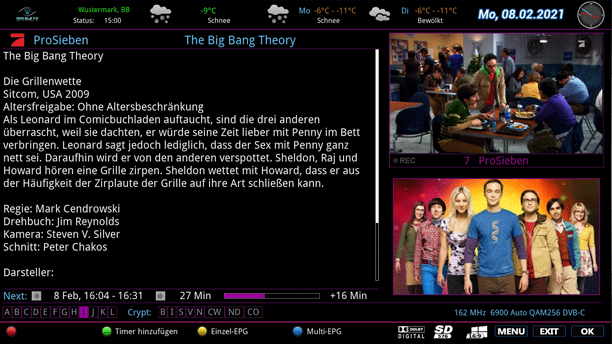 Wustermark, BB
Status: 15:00
-9°C
Schnee
Mo -6°C - -11°C
Schnee
Di -6°C - -11°C
Bewölkt
Mo, 08.02.2021
ProSieben The Big Bang Theory
The Big Bang Theory
Die Grillenwette
Sitcom, USA 2009
Altersfreigabe: Ohne Altersbeschränkung
Als Leonard im Comicbuchladen auftaucht, sind die drei anderen
überrascht, weil sie dachten, er würde seine Zeit lieber mit Penny im Bett
verbringen. Leonard sagt jedoch lediglich, dass der Sex mit Penny ganz
nett sei. Daraufhin wird er von den anderen verspottet. Sheldon, Raj und
Howard hören eine Grille zirpen. Sheldon wettet mit Howard, dass er aus
der Häufigkeit der Zirplaute der Grille auf ihre Art schließen kann.
Regie: Mark Cendrowski
Drehbuch: Jim Reynolds
Kamera: Steven V. Silver
Schnitt: Peter Chakos
Darsteller:
REC 7 ProSieben
Next: 8 Feb, 16:04 - 16:31 27 Min +16 Min
A B C D E F G H I J K L Crypt: B I S V N CW ND CO
162 MHz 6900 Auto QAM256 DVB-C
Timer hinzufügen Einzel-EPG Multi-EPG
DOLBY DIGITAL SD 576 16:9 MENU EXIT OK